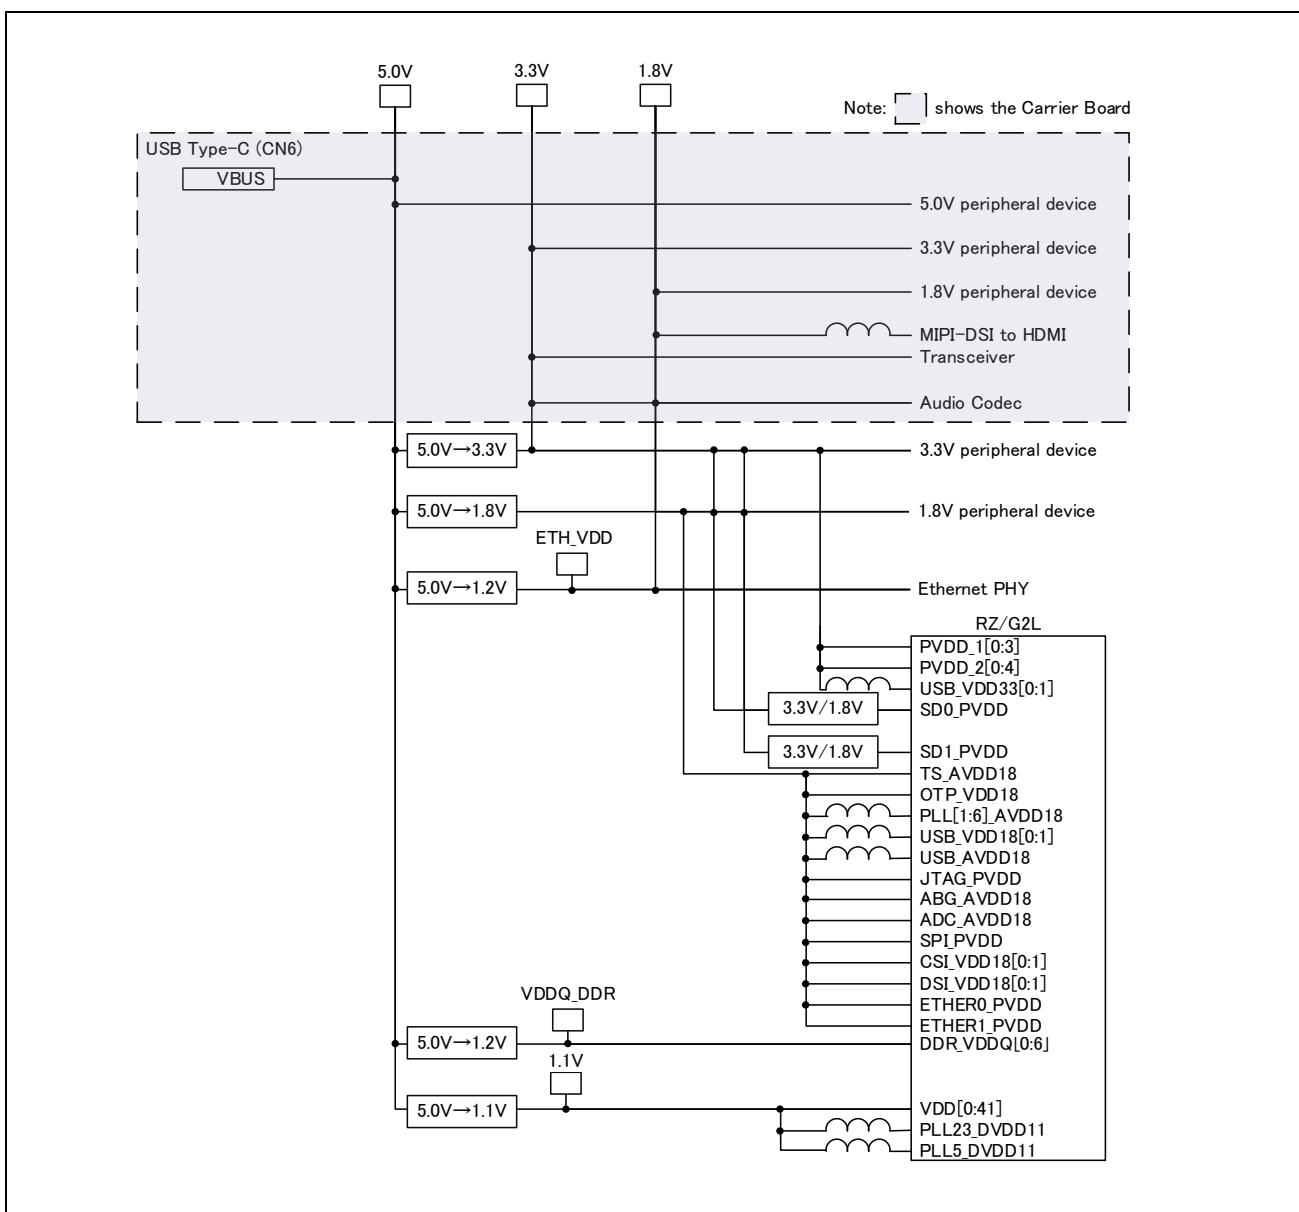 5.0V
3.3V
1.8V
Note: shows the Carrier Board
USB Type-C (CN6)
VBUS
5.0V peripheral device
3.3V peripheral device
1.8V peripheral device
MIPI-DSI to HDMI
Transceiver
Audio Codec
5.0V→3.3V
3.3V peripheral device
5.0V→1.8V
1.8V peripheral device
ETH_VDD
5.0V→1.2V
Ethernet PHY
RZ/G2L
PVDD_1[0:3]
PVDD_2[0:4]
USB_VDD33[0:1]
3.3V/1.8V
SD0_PVDD
3.3V/1.8V
SD1_PVDD
TS_AVDD18
OTP_VDD18
PLL[1:6]_AVDD18
USB_VDD18[0:1]
USB_AVDD18
JTAG_PVDD
ABG_AVDD18
ADC_AVDD18
SPI_PVDD
CSI_VDD18[0:1]
DSI_VDD18[0:1]
ETHER0_PVDD
ETHER1_PVDD
VDDQ_DDR
5.0V→1.2V
DDR_VDDQ[0:6]
1.1V
5.0V→1.1V
VDD[0:41]
PLL23_DVDD11
PLL5_DVDD11